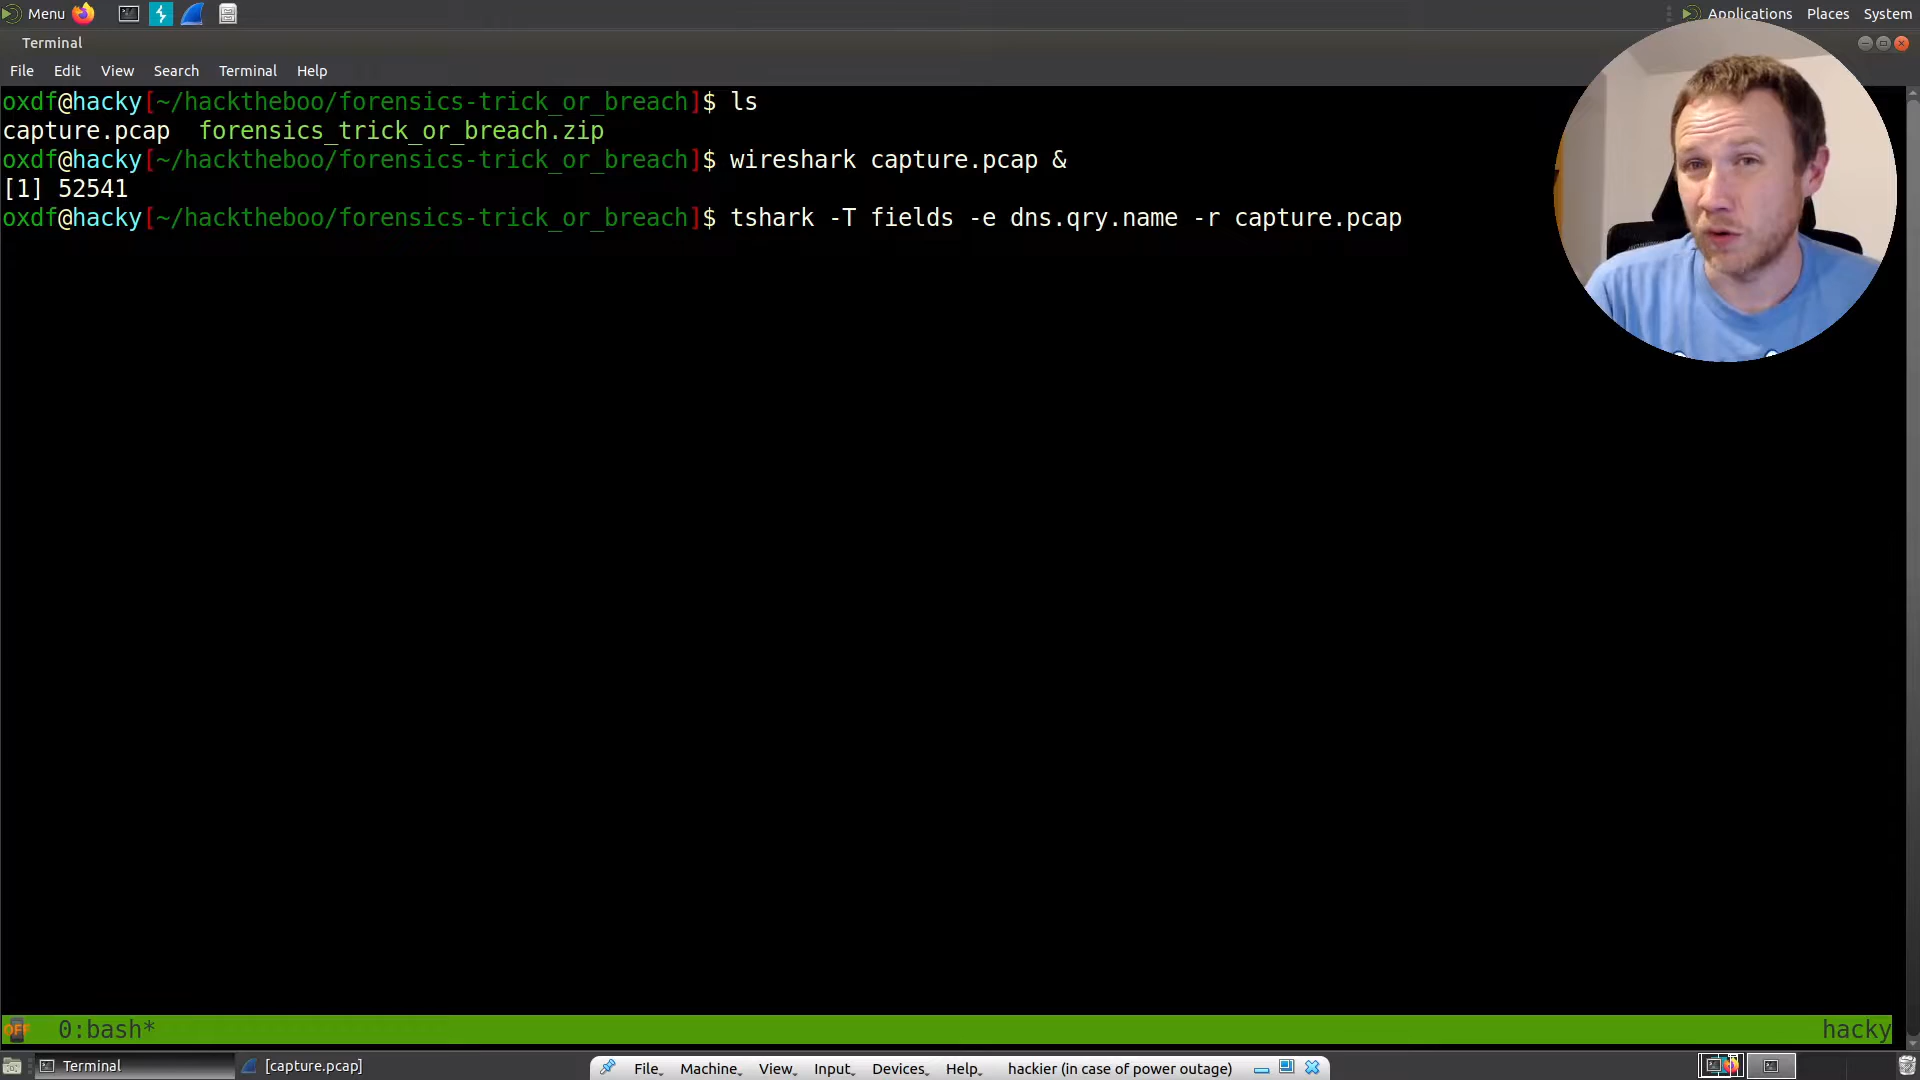 Menu
Applications Places System
Terminal
File Edit View Search Terminal Help
oxdf@hacky[~/hacktheboo/forensics-trick_or_breach]$ ls
capture.pcap forensics_trick_or_breach.zip
oxdf@hacky[~/hacktheboo/forensics-trick_or_breach]$ wireshark capture.pcap &
[1] 52541
oxdf@hacky[~/hacktheboo/forensics-trick_or_breach]$ tshark -T fields -e dns.qry.name -r capture.pcap
OFF 0:bash* hacky
Terminal [capture.pcap] File Machine View Input Devices Help hackier (in case of power outage)